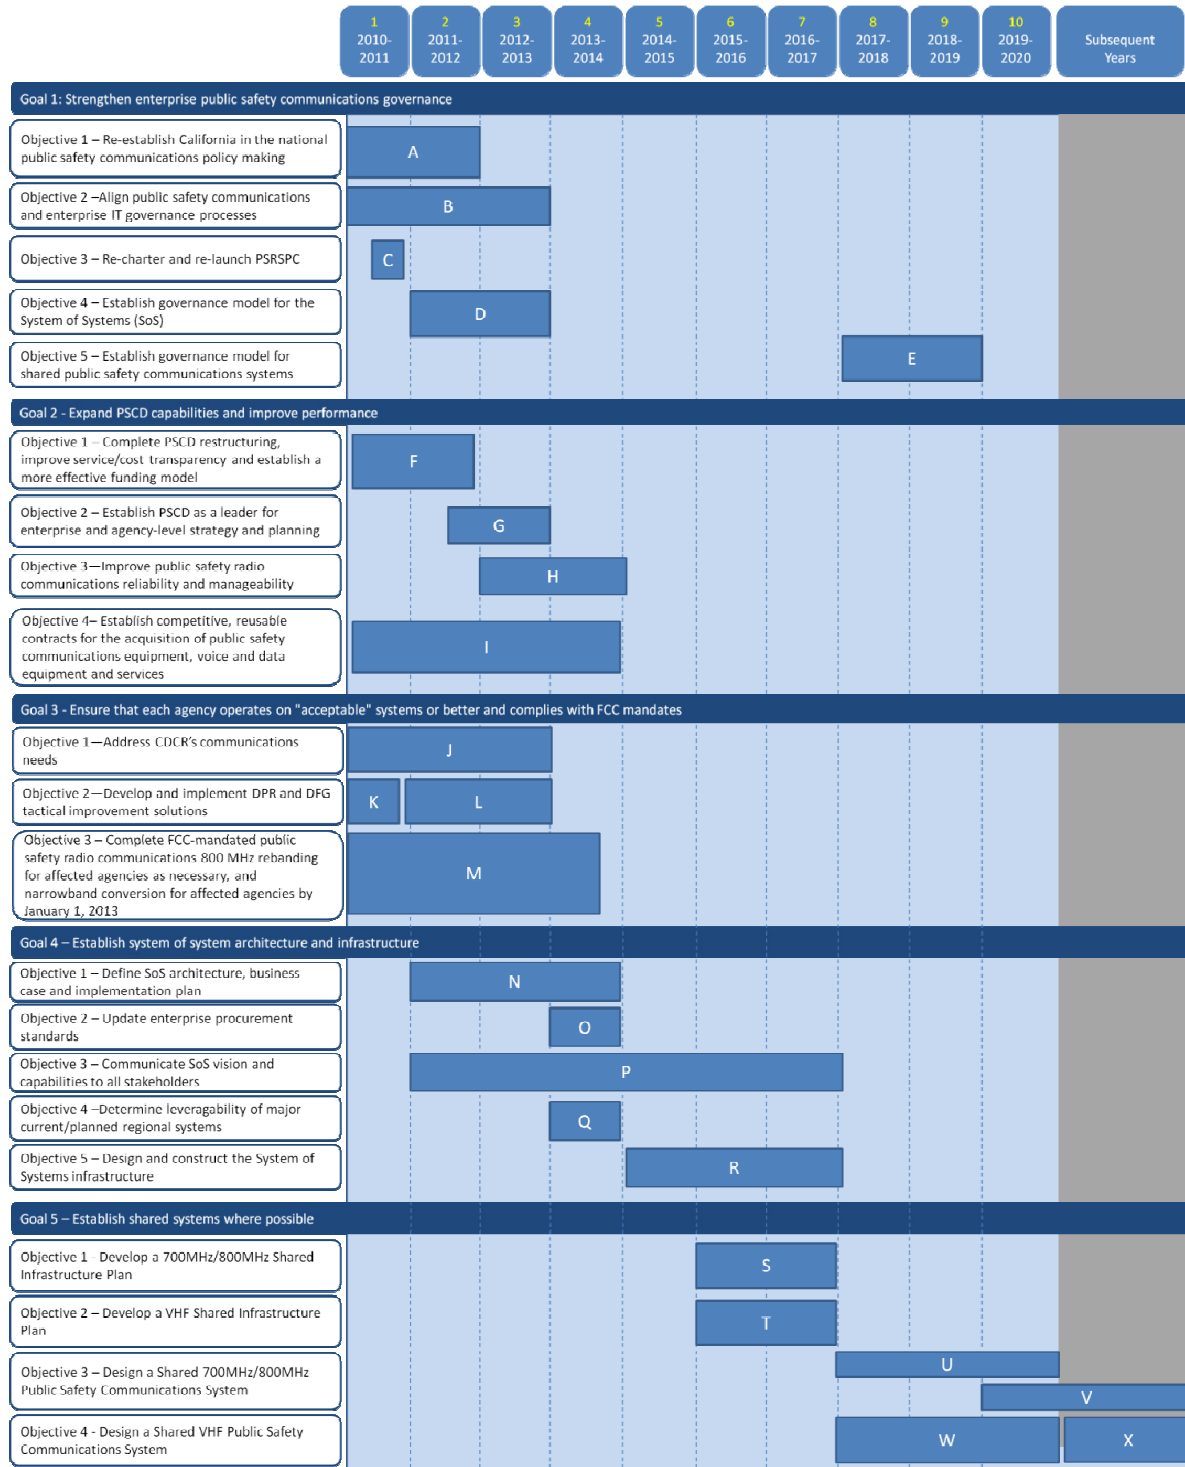 1
2010-
2011
2
2011-
2012
3
2012-
2013
4
2013-
2014
5
2014-
2015
6
2015-
2016
7
2016-
2017
8
2017-
2018
9
2018-
2019
10
2019-
2020
Subsequent
Years
Goal 1: Strengthen enterprise public safety communications governance
Objective 1 – Re-establish California in the national
public safety communications policy making
A
Objective 2 –Align public safety communications
and enterprise IT governance processes
B
Objective 3 – Re-charter and re-launch PSRSPC
C
Objective 4 – Establish governance model for the
System of Systems (SoS)
D
Objective 5 – Establish governance model for
shared public safety communications systems
E
Goal 2 - Expand PSCD capabilities and improve performance
Objective 1 – Complete PSCD restructuring,
improve service/cost transparency and establish a
more effective funding model
F
Objective 2 – Establish PSCD as a leader for
enterprise and agency-level strategy and planning
G
Objective 3—Improve public safety radio
communications reliability and manageability
H
Objective 4– Establish competitive, reusable
contracts for the acquisition of public safety
communications equipment, voice and data
equipment and services
I
Goal 3 - Ensure that each agency operates on "acceptable" systems or better and complies with FCC mandates
Objective 1—Address CDCR's communications
needs
J
Objective 2—Develop and implement DPR and DFG
tactical improvement solutions
K
L
Objective 3 – Complete FCC-mandated public
safety radio communications 800 MHz rebanding
for affected agencies as necessary, and
narrowband conversion for affected agencies by
January 1, 2013
M
Goal 4 – Establish system of system architecture and infrastructure
Objective 1 – Define SoS architecture, business
case and implementation plan
N
Objective 2 – Update enterprise procurement
standards
O
Objective 3 – Communicate SoS vision and
capabilities to all stakeholders
P
Objective 4 –Determine leveragability of major
current/planned regional systems
Q
Objective 5 – Design and construct the System of
Systems infrastructure
R
Goal 5 – Establish shared systems where possible
Objective 1 - Develop a 700MHz/800MHz Shared
Infrastructure Plan
S
Objective 2 – Develop a VHF Shared Infrastructure
Plan
T
Objective 3 – Design a Shared 700MHz/800MHz
Public Safety Communications System
U
V
Objective 4 - Design a Shared VHF Public Safety
Communications System
W
X